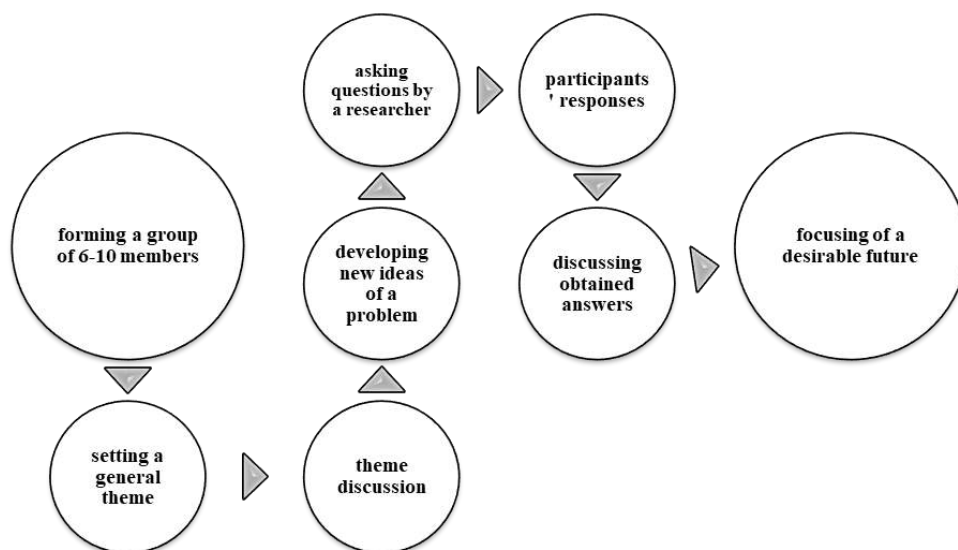 forming a group
of 6-10 members
setting a
general
theme
theme
discussion
developing
new ideas
of a
problem
asking
questions by
a researcher
participants
' responses
discussing
obtained
answers
focusing of a
desirable future